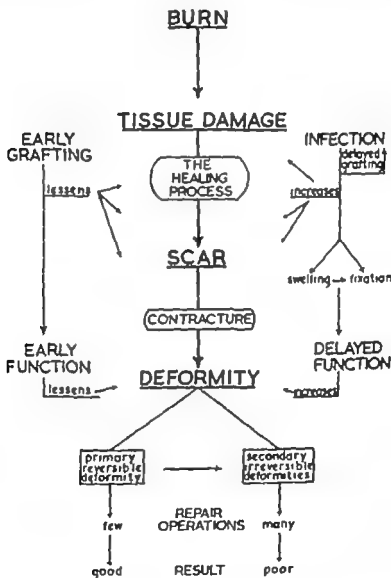 BURN
TISSUE DAMAGE
EARLY
GRAFTING
lessens
THE
HEALING
PROCESS
INFECTION
delayed
grafting
increases
SCAR
swelling
fixation
CONTRACTURE
EARLY
FUNCTION
lessens
DEFORMITY
DELAYED
FUNCTION
increases
primary
reversible
deformity
secondary
irreversible
deformities
few
REPAIR
OPERATIONS
many
good
RESULT
poor